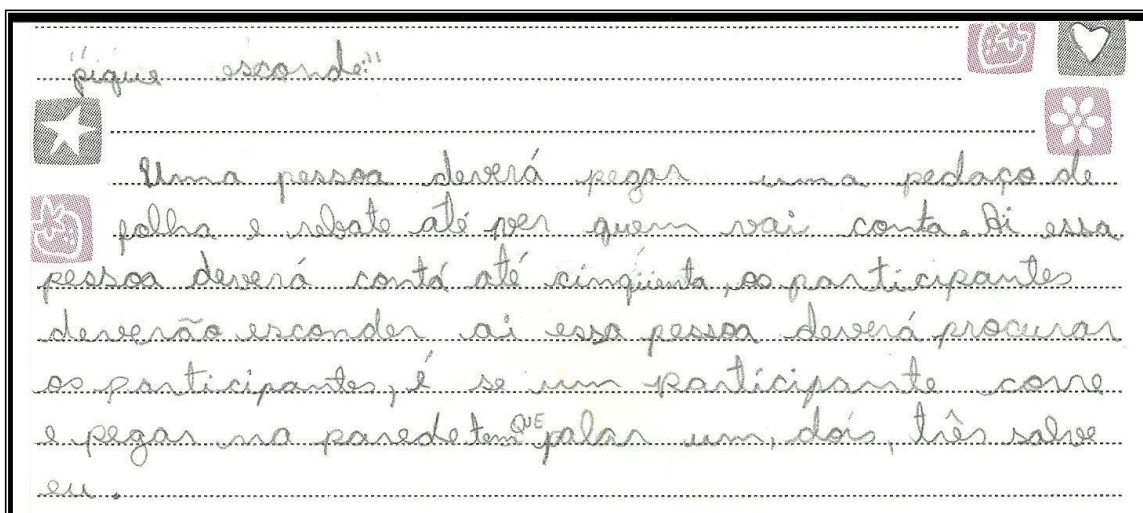 "pique esconde:"
Uma pessoa deverá pegar uma pedaço de
folha e rebate até ver quem vai conta. Ai essa
pessoa deverá contá até cinqüenta, os participantes
deverão esconder ai essa pessoa deverá procurar
os participantes, é se um participante corre
e pegar na parede tem QUE falar um, dois, três salve
eu.